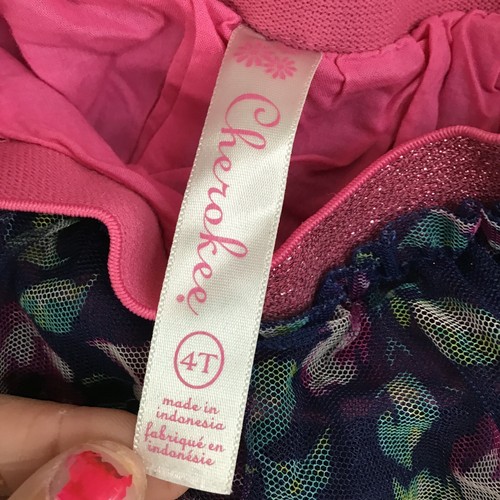 Cherokee
4T
made in
indonesia
fabriqué en
indonésie